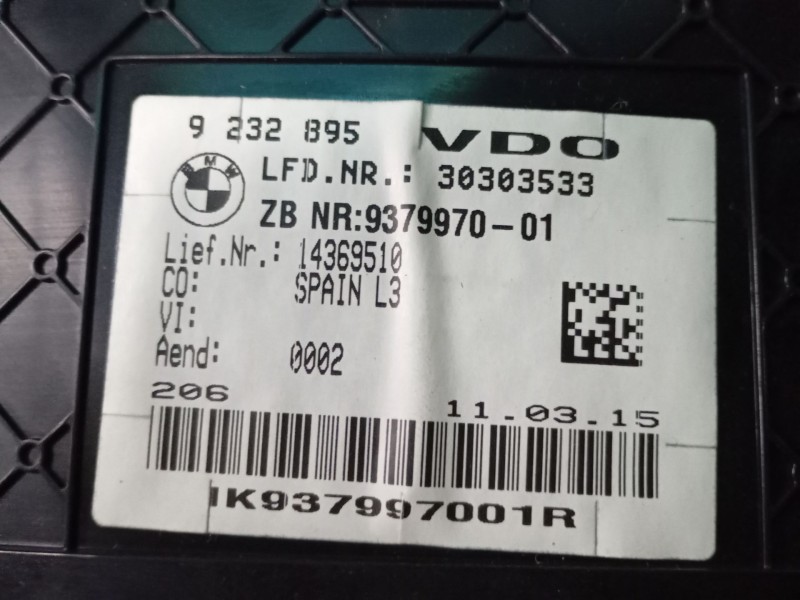 9 232 895 VDO
BMW
LFD.NR.: 30303533
ZB NR:9379970-01
Lief.Nr.: 14369510
CO: SPAIN L3
VI:
Aend: 0002
206 11.03.15
IK937997001R